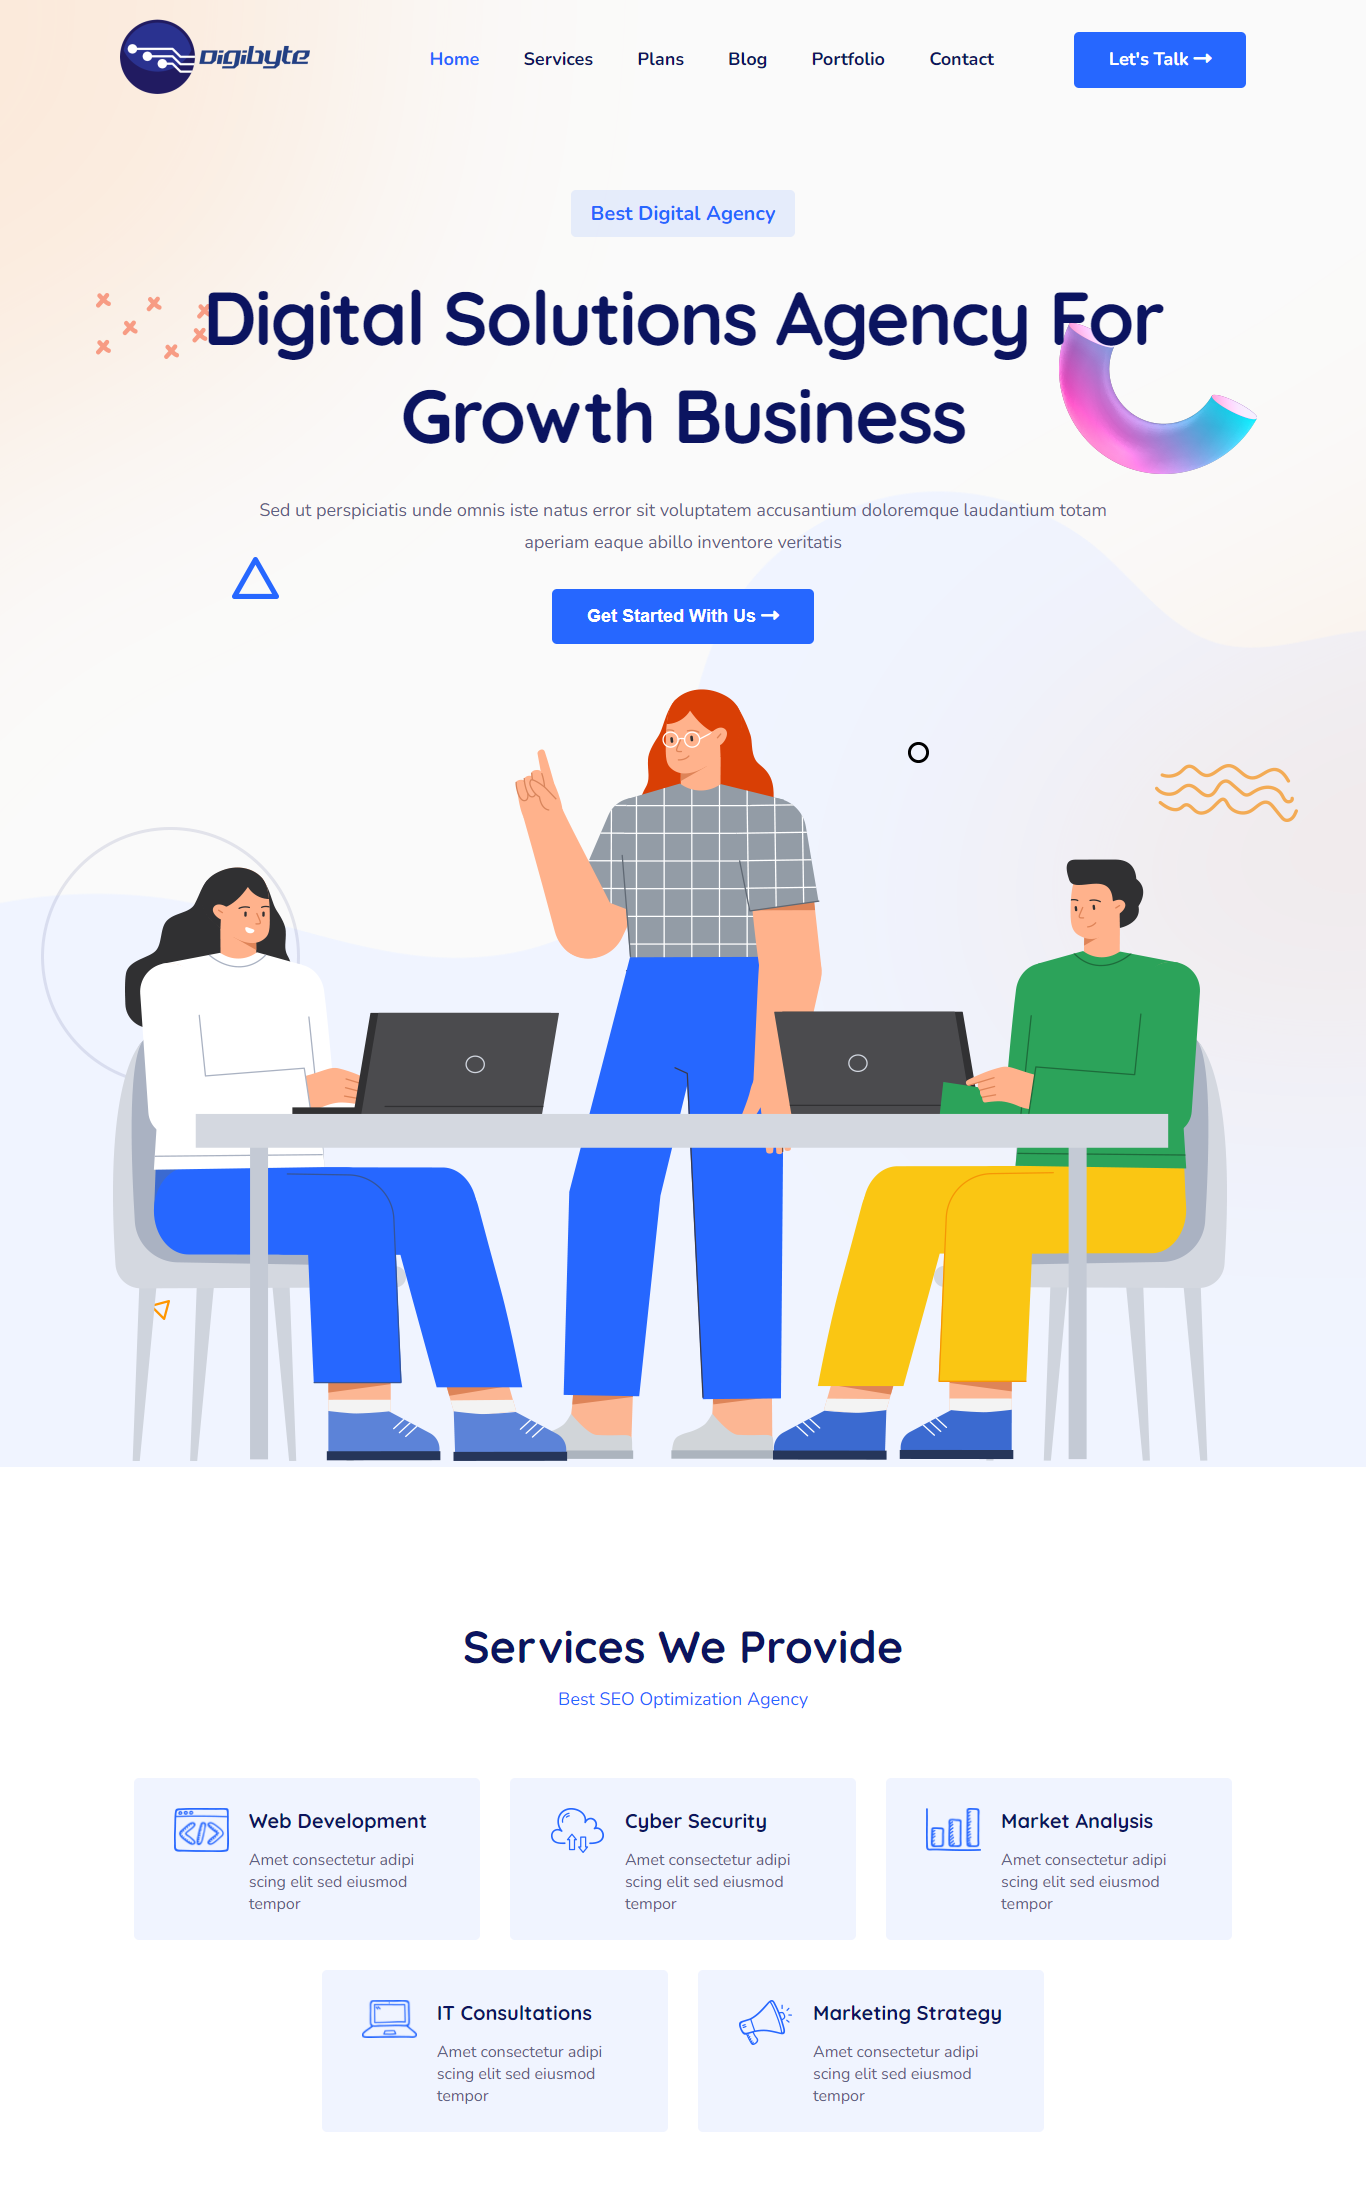 Digibyte
Home Services Plans Blog Portfolio Contact
Let's Talk
Best Digital Agency
Digital Solutions Agency For
Growth Business
Sed ut perspiciatis unde omnis iste natus error sit voluptatem accusantium doloremque laudantium totam
aperiam eaque abillo inventore veritatis
Get Started With Us
Services We Provide
Best SEO Optimization Agency
Web Development
Amet consectetur adipi
scing elit sed eiusmod
tempor
Cyber Security
Amet consectetur adipi
scing elit sed eiusmod
tempor
Market Analysis
Amet consectetur adipi
scing elit sed eiusmod
tempor
IT Consultations
Amet consectetur adipi
scing elit sed eiusmod
tempor
Marketing Strategy
Amet consectetur adipi
scing elit sed eiusmod
tempor